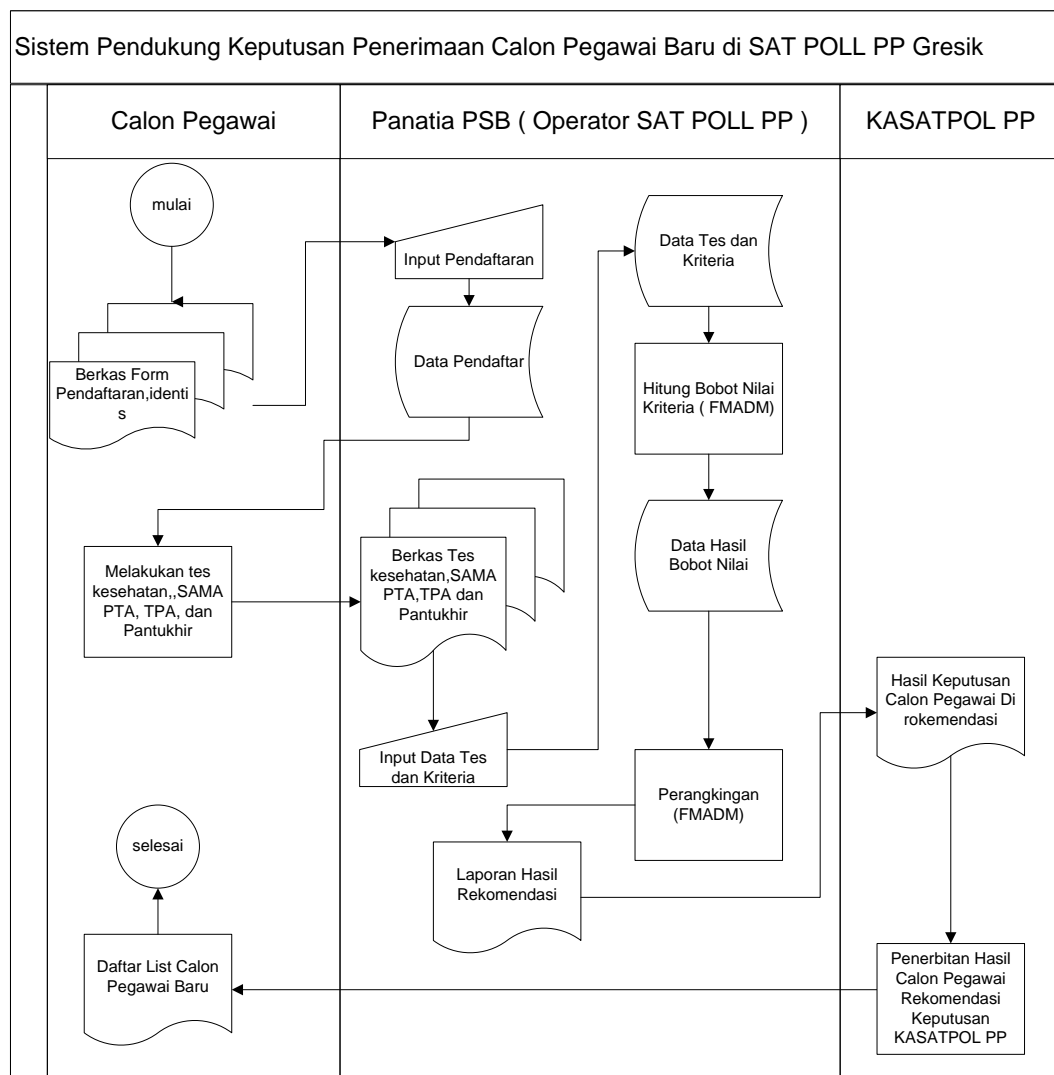 Sistem Pendukung Keputusan Penerimaan Calon Pegawai Baru di SAT POLL PP Gresik
Calon Pegawai
Panatia PSB ( Operator SAT POLL PP )
KASATPOL PP
mulai
Berkas Form
Pendaftaran,identi
s
Input Pendaftaran
Data Pendaftar
Melakukan tes
kesehatan,,SAMA
PTA, TPA, dan
Pantukhir
Berkas Tes
kesehatan,SAMA
PTA,TPA dan
Pantukhir
Input Data Tes
dan Kriteria
Data Tes dan
Kriteria
Hitung Bobot Nilai
Kriteria ( FMADM)
Data Hasil
Bobot Nilai
Perangkingan
(FMADM)
Laporan Hasil
Rekomendasi
Hasil Keputusan
Calon Pegawai Di
rokemendasi
Penerbitan Hasil
Calon Pegawai
Rekomendasi
Keputusan
KASATPOL PP
Daftar List Calon
Pegawai Baru
selesai